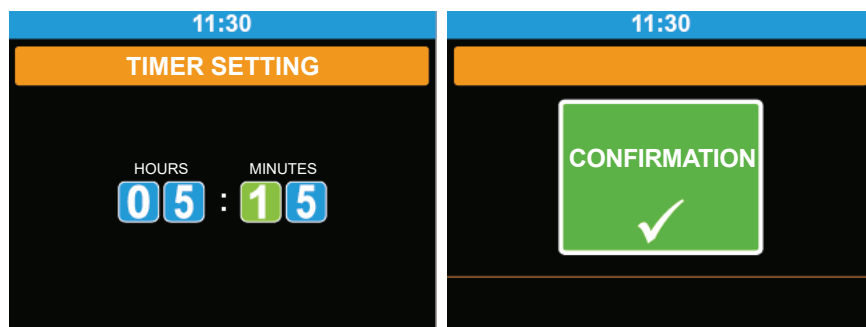 11:30
TIMER SETTING
HOURS MINUTES
05 : 15
11:30
CONFIRMATION